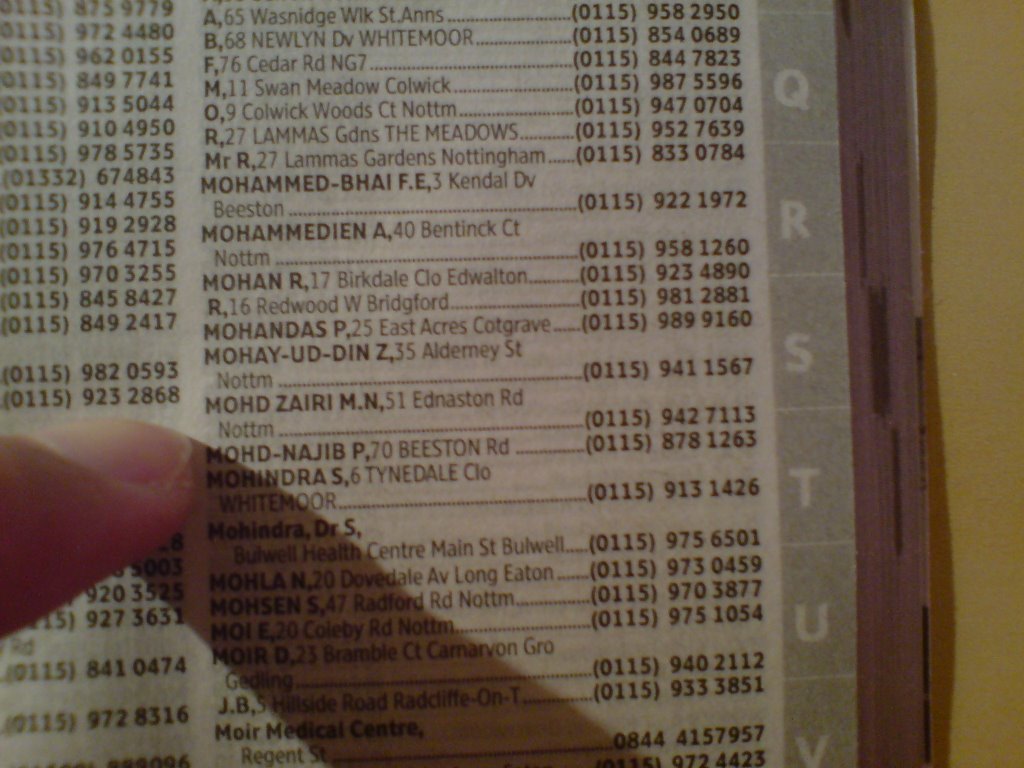 (0115) 875 9779
(0115) 972 4480
(0115) 962 0155
(0115) 849 7741
(0115) 913 5044
(0115) 910 4950
(0115) 978 5735
(01332) 674843
(0115) 914 4755
(0115) 919 2928
(0115) 976 4715
(0115) 970 3255
(0115) 845 8427
(0115) 849 2417
(0115) 982 0593
(0115) 923 2868
5003
920 3525
927 3631
Rd
(0115) 841 0474
(0115) 972 8316
889096
A,65 Wasnidge Wlk St.Anns (0115) 958 2950
B,68 NEWLYN Dv WHITEMOOR (0115) 854 0689
F,76 Cedar Rd NG7 (0115) 844 7823
M,11 Swan Meadow Colwick (0115) 987 5596
O,9 Colwick Woods Ct Nottm (0115) 947 0704
R,27 LAMMAS Gdns THE MEADOWS (0115) 952 7639
Mr R,27 Lammas Gardens Nottingham (0115) 833 0784
MOHAMMED-BHAI F.E,3 Kendal Dv
Beeston (0115) 922 1972
MOHAMMEDIEN A,40 Bentinck Ct
Nottm (0115) 958 1260
MOHAN R,17 Birkdale Clo Edwalton (0115) 923 4890
R,16 Redwood W Bridgford (0115) 981 2881
MOHANDAS P,25 East Acres Cotgrave (0115) 989 9160
MOHAY-UD-DIN Z,35 Alderney St
Nottm (0115) 941 1567
MOHD ZAIRI M.N,51 Ednaston Rd
Nottm (0115) 942 7113
MOHD-NAJIB P,70 BEESTON Rd (0115) 878 1263
MOHINDRA S,6 TYNEDALE Clo
WHITEMOOR (0115) 913 1426
Mohindra, Dr S,
Bulwell Health Centre Main St Bulwell (0115) 975 6501
MOHLA N,20 Dovedale Av Long Eaton (0115) 973 0459
MOHSEN S,47 Radford Rd Nottm (0115) 970 3877
MOI E,20 Coleby Rd Nottm (0115) 975 1054
MOIR D,23 Bramble Ct Carnarvon Gro
Gedling (0115) 940 2112
J.B,5 Hillside Road Radcliffe-On-T (0115) 933 3851
Moir Medical Centre,
Regent St 0844 4157957
(0115) 972 4423
Q
R
S
T
U
V